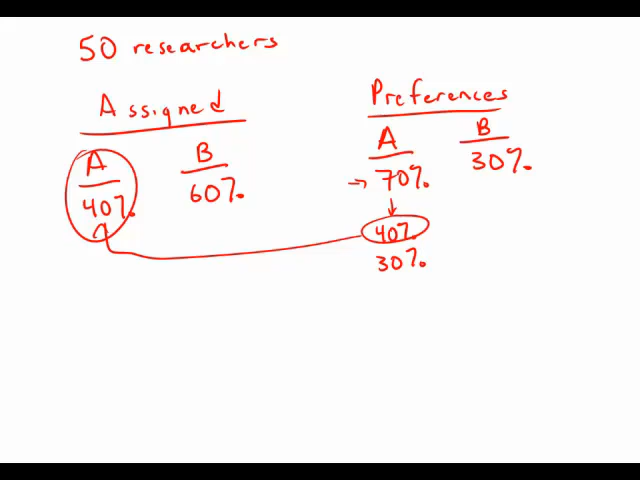 50 researchers
Assigned
A B
40% 60%
Preferences
A B
70% 30%
40%
30%